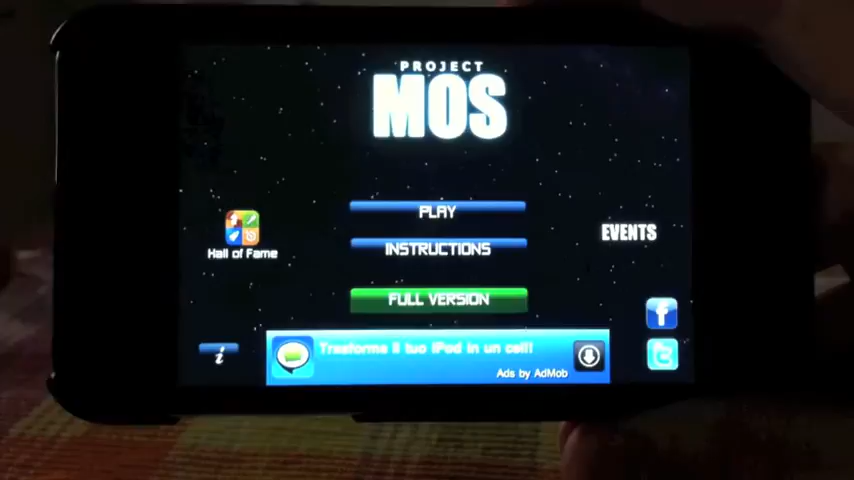 PROJECT
MOS
PLAY
Hall of Fame
INSTRUCTIONS
EVENTS
FULL VERSION
f
t
i
Trasforma il tuo iPod in un cell!
Ads by AdMob